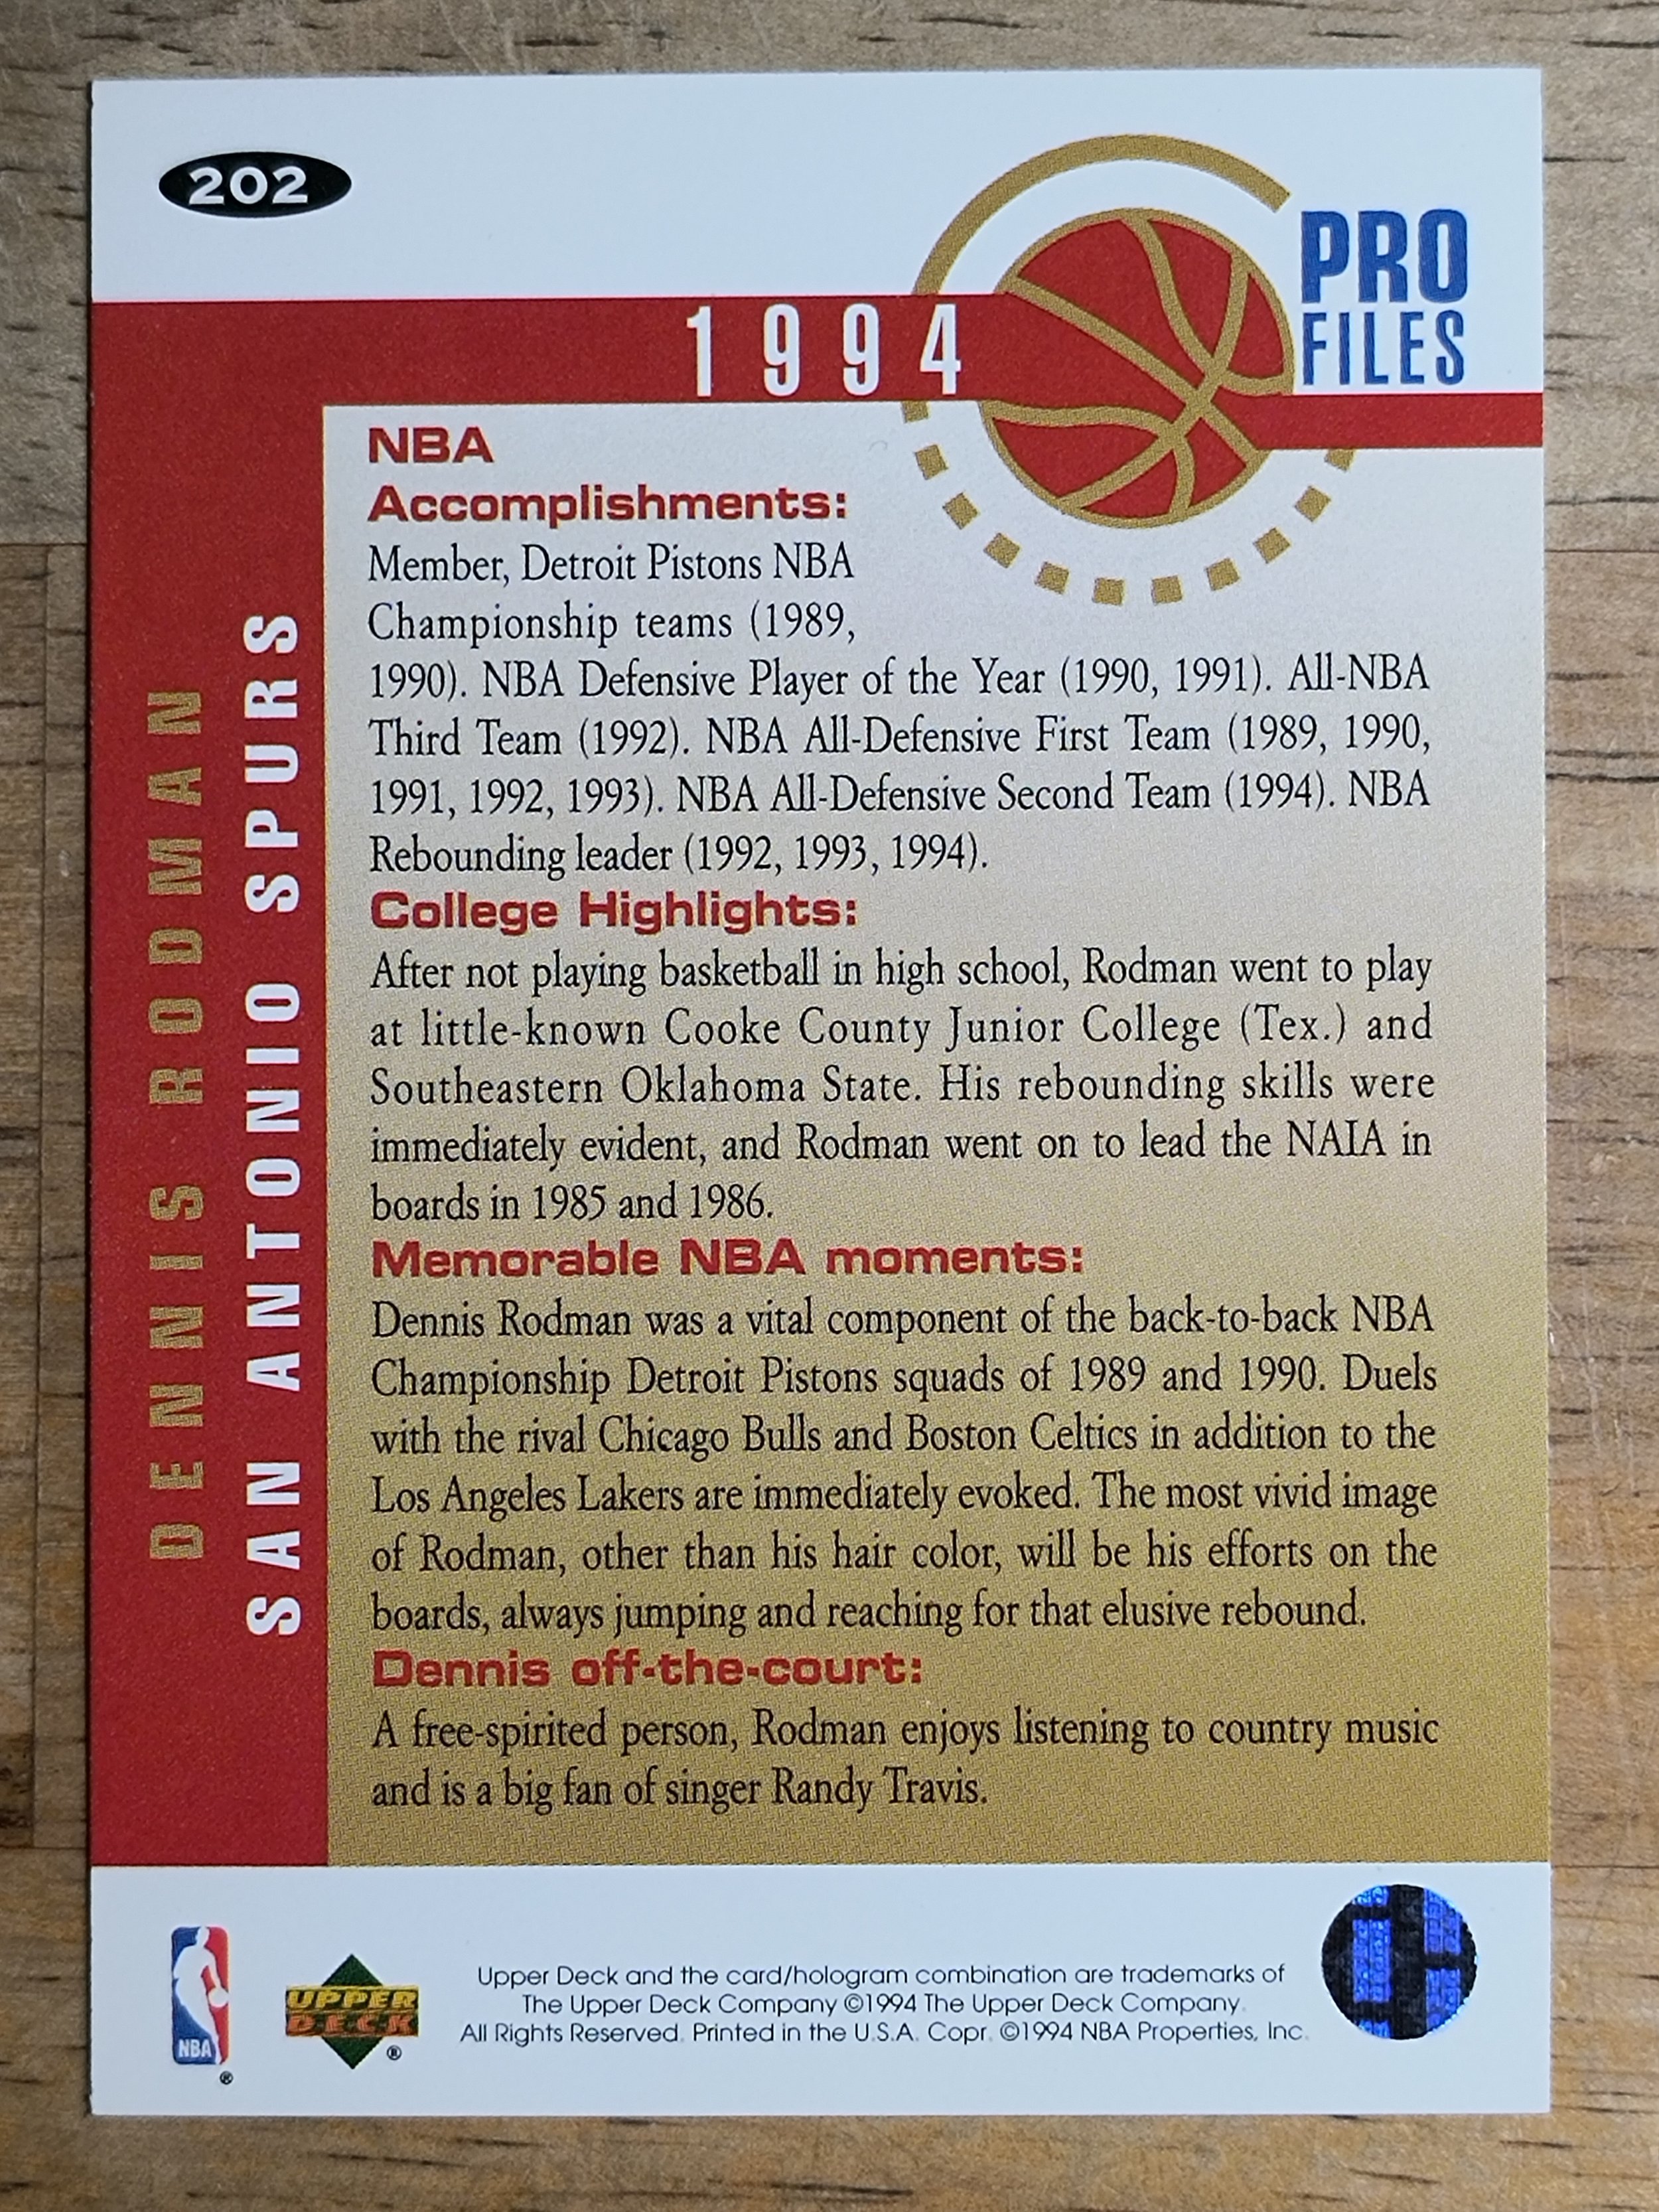 202
PRO
FILES
1994
DENNIS RODMAN
SAN ANTONIO SPURS
NBA
Accomplishments:
Member, Detroit Pistons NBA
Championship teams (1989,
1990). NBA Defensive Player of the Year (1990, 1991). All-NBA
Third Team (1992). NBA All-Defensive First Team (1989, 1990,
1991, 1992, 1993). NBA All-Defensive Second Team (1994). NBA
Rebounding leader (1992, 1993, 1994).
College Highlights:
After not playing basketball in high school, Rodman went to play
at little-known Cooke County Junior College (Tex.) and
Southeastern Oklahoma State. His rebounding skills were
immediately evident, and Rodman went on to lead the NAIA in
boards in 1985 and 1986.
Memorable NBA moments:
Dennis Rodman was a vital component of the back-to-back NBA
Championship Detroit Pistons squads of 1989 and 1990. Duels
with the rival Chicago Bulls and Boston Celtics in addition to the
Los Angeles Lakers are immediately evoked. The most vivid image
of Rodman, other than his hair color, will be his efforts on the
boards, always jumping and reaching for that elusive rebound.
Dennis off-the-court:
A free-spirited person, Rodman enjoys listening to country music
and is a big fan of singer Randy Travis.
NBA ®
UPPER
DECK ®
Upper Deck and the card/hologram combination are trademarks of
The Upper Deck Company ©1994 The Upper Deck Company.
All Rights Reserved. Printed in the U.S.A. Copr. ©1994 NBA Properties, Inc.